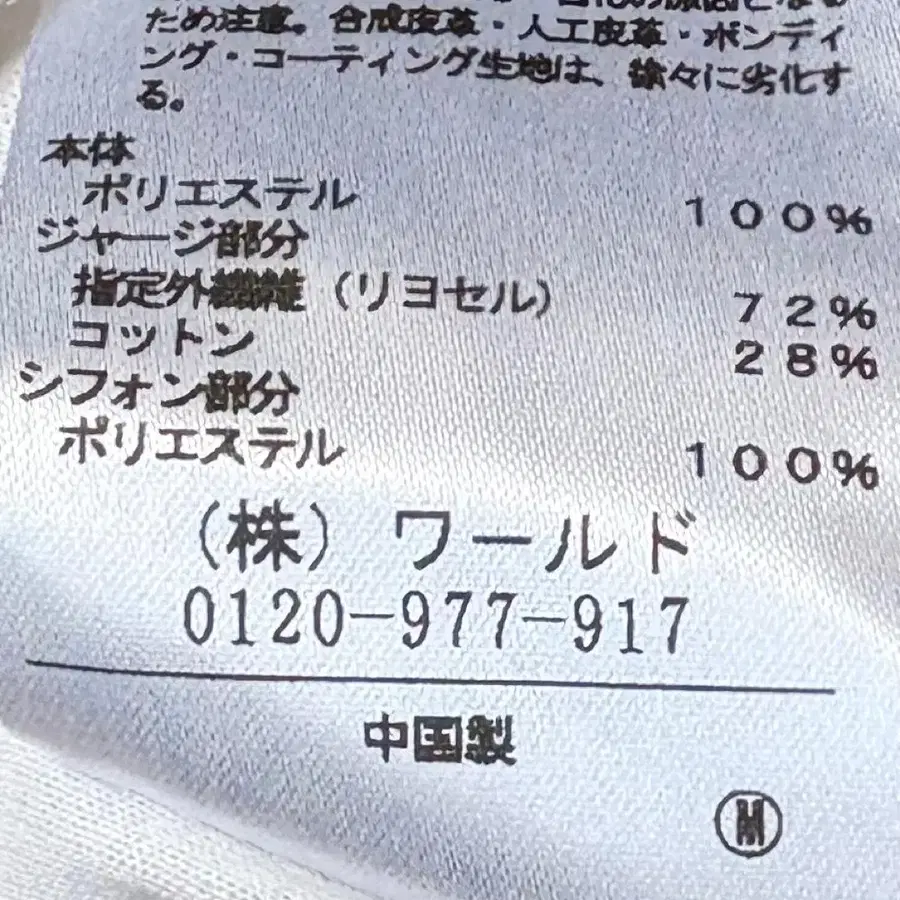 ため注意。合成皮革・人工皮革・ボンディ
ング・コーティング生地は、徐々に劣化す
る。
本体
ポリエステル 100%
ジャージ部分
指定外繊維（リヨセル） 72%
コットン 28%
シフォン部分
ポリエステル 100%
（株）ワールド
0120-977-917
中国製
M